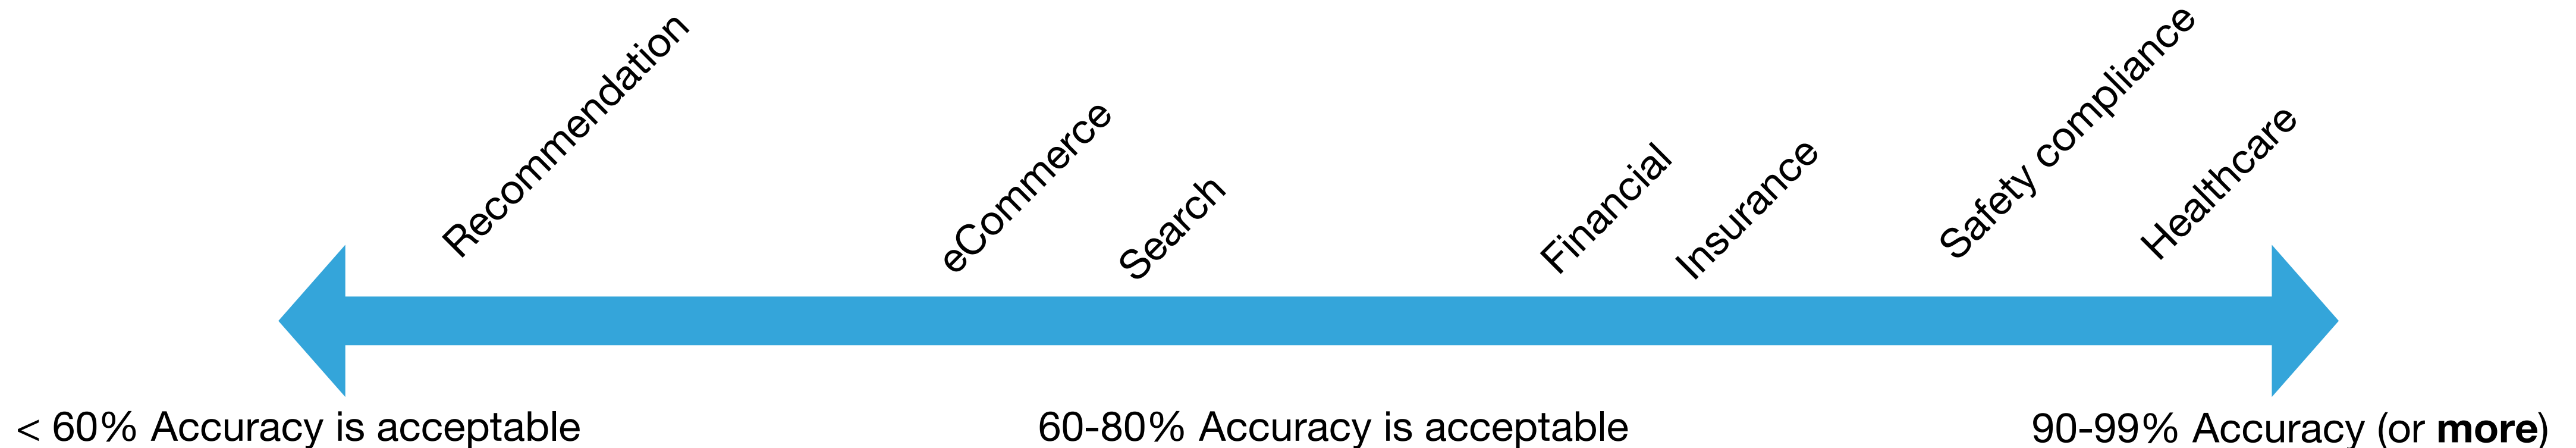 Recommendation
eCommerce
Search
Financial
Insurance
Safety compliance
Healthcare
< 60% Accuracy is acceptable
60-80% Accuracy is acceptable
90-99% Accuracy (or more)